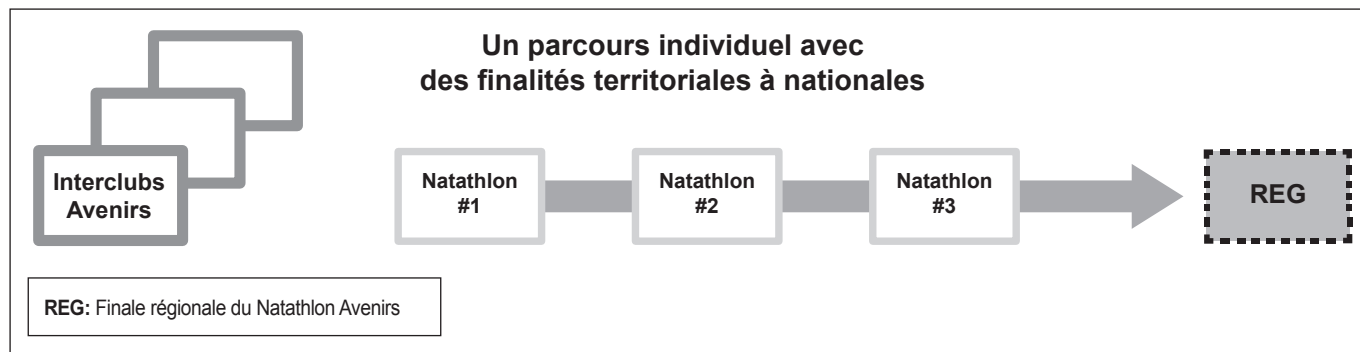 Un parcours individuel avec
des finalités territoriales à nationales
Interclubs
Avenirs
Natathlon
#1
Natathlon
#2
Natathlon
#3
REG
REG: Finale régionale du Natathlon Avenirs